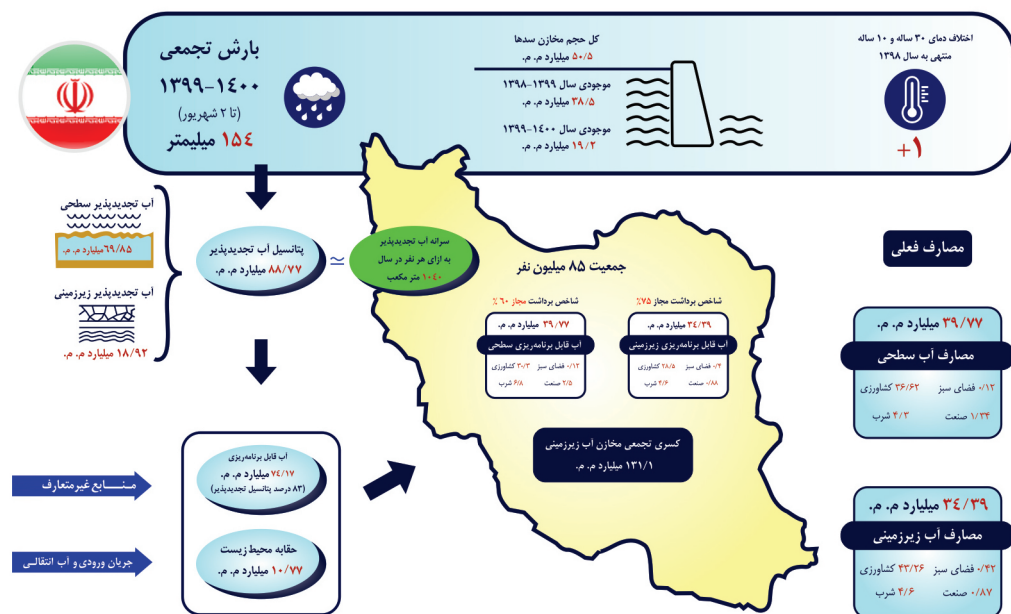 بارش تجمعی
۱۳۹۹-۱۴۰۰
(تا ۲ شهریور)
۱۵۴ میلیمتر
کل حجم مخازن سدها
۵۰/۵ میلیارد م. م.
موجودی سال ۱۳۹۹-۱۳۹۸
۳۸/۵ میلیارد م. م.
موجودی سال ۱۴۰۰-۱۳۹۹
۱۹/۲ میلیارد م. م.
اختلاف دمای ۳۰ ساله و ۱۰ ساله
منتهی به سال ۱۳۹۸
+۱
آب تجدیدپذیر سطحی
۶۹/۸۵ میلیارد م. م.
آب تجدیدپذیر زیرزمینی
۱۸/۹۲ میلیارد م. م.
پتانسیل آب تجدیدپذیر
۸۸/۷۷ میلیارد م. م.
≃
سرانه آب تجدیدپذیر
به ازای هر نفر در سال
۱۰۴۰ متر مکعب
جمعیت ۸۵ میلیون نفر
شاخص برداشت مجاز ۷۵٪
۳۴/۳۹ میلیارد م. م.
آب قابل برنامه‌ریزی زیرزمینی
۰/۴ فضای سبز ۲۸/۵ کشاورزی
۰/۸۸ صنعت ۴/۶ شرب
شاخص برداشت مجاز ۶۰ ٪
۳۹/۷۷ میلیارد م. م.
آب قابل برنامه‌ریزی سطحی
۰/۱۲ فضای سبز ۳۰/۳ کشاورزی
۲/۵ صنعت ۶/۸ شرب
کسری تجمعی مخازن آب زیرزمینی
۱۳۱/۱ میلیارد م. م.
مصارف فعلی
۳۹/۷۷ میلیارد م. م.
مصارف آب سطحی
۰/۱۲ فضای سبز ۳۶/۶۲ کشاورزی
۱/۳۴ صنعت ۴/۳ شرب
۳۴/۳۹ میلیارد م. م.
مصارف آب زیرزمینی
۰/۴۲ فضای سبز ۴۳/۲۶ کشاورزی
۰/۸۷ صنعت ۴/۶ شرب
آب قابل برنامه‌ریزی
۷۴/۱۷ میلیارد م. م.
(۸۳ درصد پتانسیل تجدیدپذیر)
حقابه محیط زیست
۱۰/۷۷ میلیارد م. م.
منابع غیرمتعارف
جریان ورودی و آب انتقالی